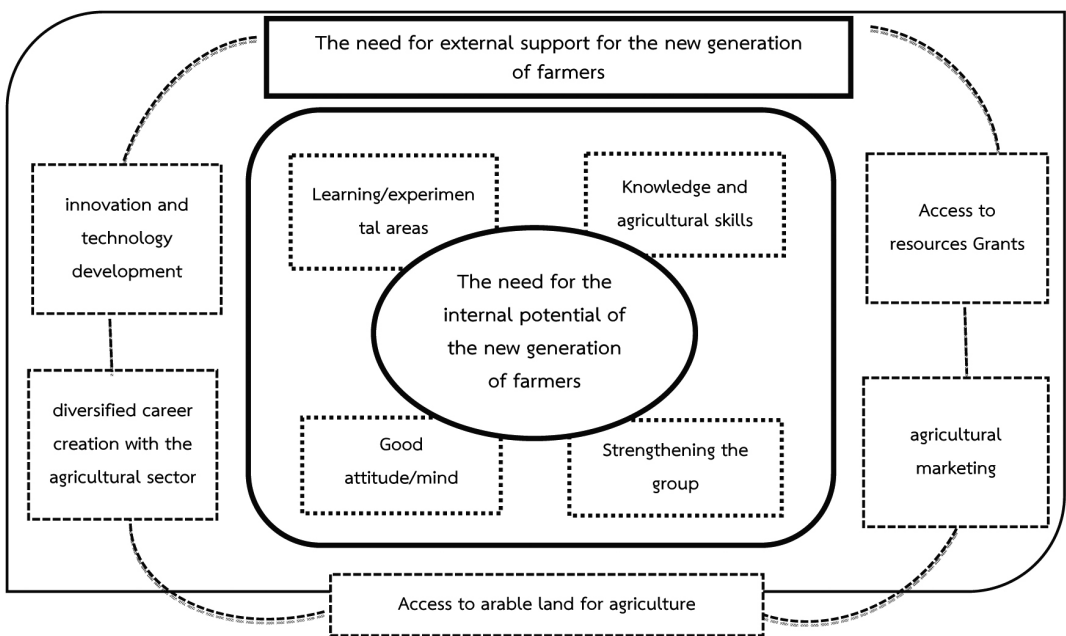 The need for external support for the new generation
of farmers
Learning/experimen
tal areas
Knowledge and
agricultural skills
innovation and
technology
development
Access to
resources Grants
The need for the
internal potential of
the new generation
of farmers
diversified career
creation with the
agricultural sector
Good
attitude/mind
Strengthening the
group
agricultural
marketing
Access to arable land for agriculture